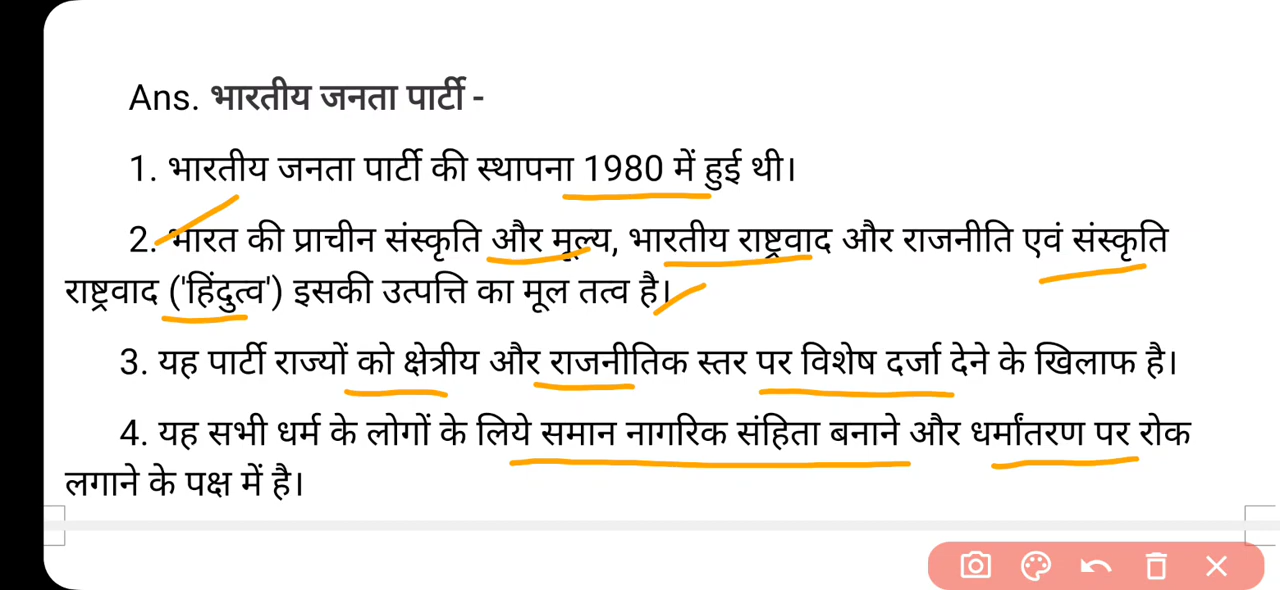 Ans. भारतीय जनता पार्टी -
1. भारतीय जनता पार्टी की स्थापना 1980 में हुई थी।
2. भारत की प्राचीन संस्कृति और मूल्य, भारतीय राष्ट्रवाद और राजनीति एवं संस्कृति
राष्ट्रवाद ('हिंदुत्व') इसकी उत्पत्ति का मूल तत्व है।
3. यह पार्टी राज्यों को क्षेत्रीय और राजनीतिक स्तर पर विशेष दर्जा देने के खिलाफ है।
4. यह सभी धर्म के लोगों के लिये समान नागरिक संहिता बनाने और धर्मांतरण पर रोक
लगाने के पक्ष में है।